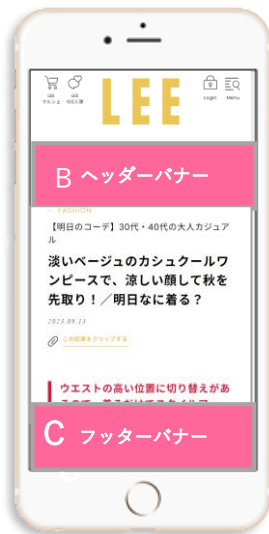 LEE
マルシェ
LEE
100人隊
LEE
Login
Menu
B ヘッダーバナー
FASHION
【明日のコーデ】30代・40代の大人カジュア
ル
淡いベージュのカシュクールワ
ンピースで、涼しい顔して秋を
先取り！／明日なに着る？
2023.09.13
この記事をクリップする
ウエストの高い位置に切り替えがあ
C フッターバナー